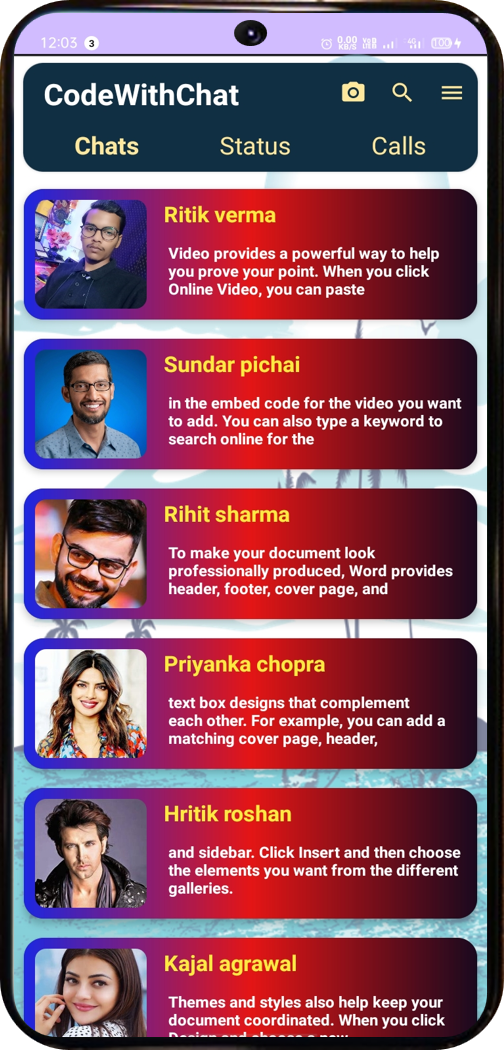 12:03 3 0.00 KB/S 4G 100
CodeWithChat
Chats Status Calls
Ritik verma
Video provides a powerful way to help
you prove your point. When you click
Online Video, you can paste
Sundar pichai
in the embed code for the video you want
to add. You can also type a keyword to
search online for the
Rihit sharma
To make your document look
professionally produced, Word provides
header, footer, cover page, and
Priyanka chopra
text box designs that complement
each other. For example, you can add a
matching cover page, header,
Hritik roshan
and sidebar. Click Insert and then choose
the elements you want from the different
galleries.
Kajal agrawal
Themes and styles also help keep your
document coordinated. When you click
Design and choose a new